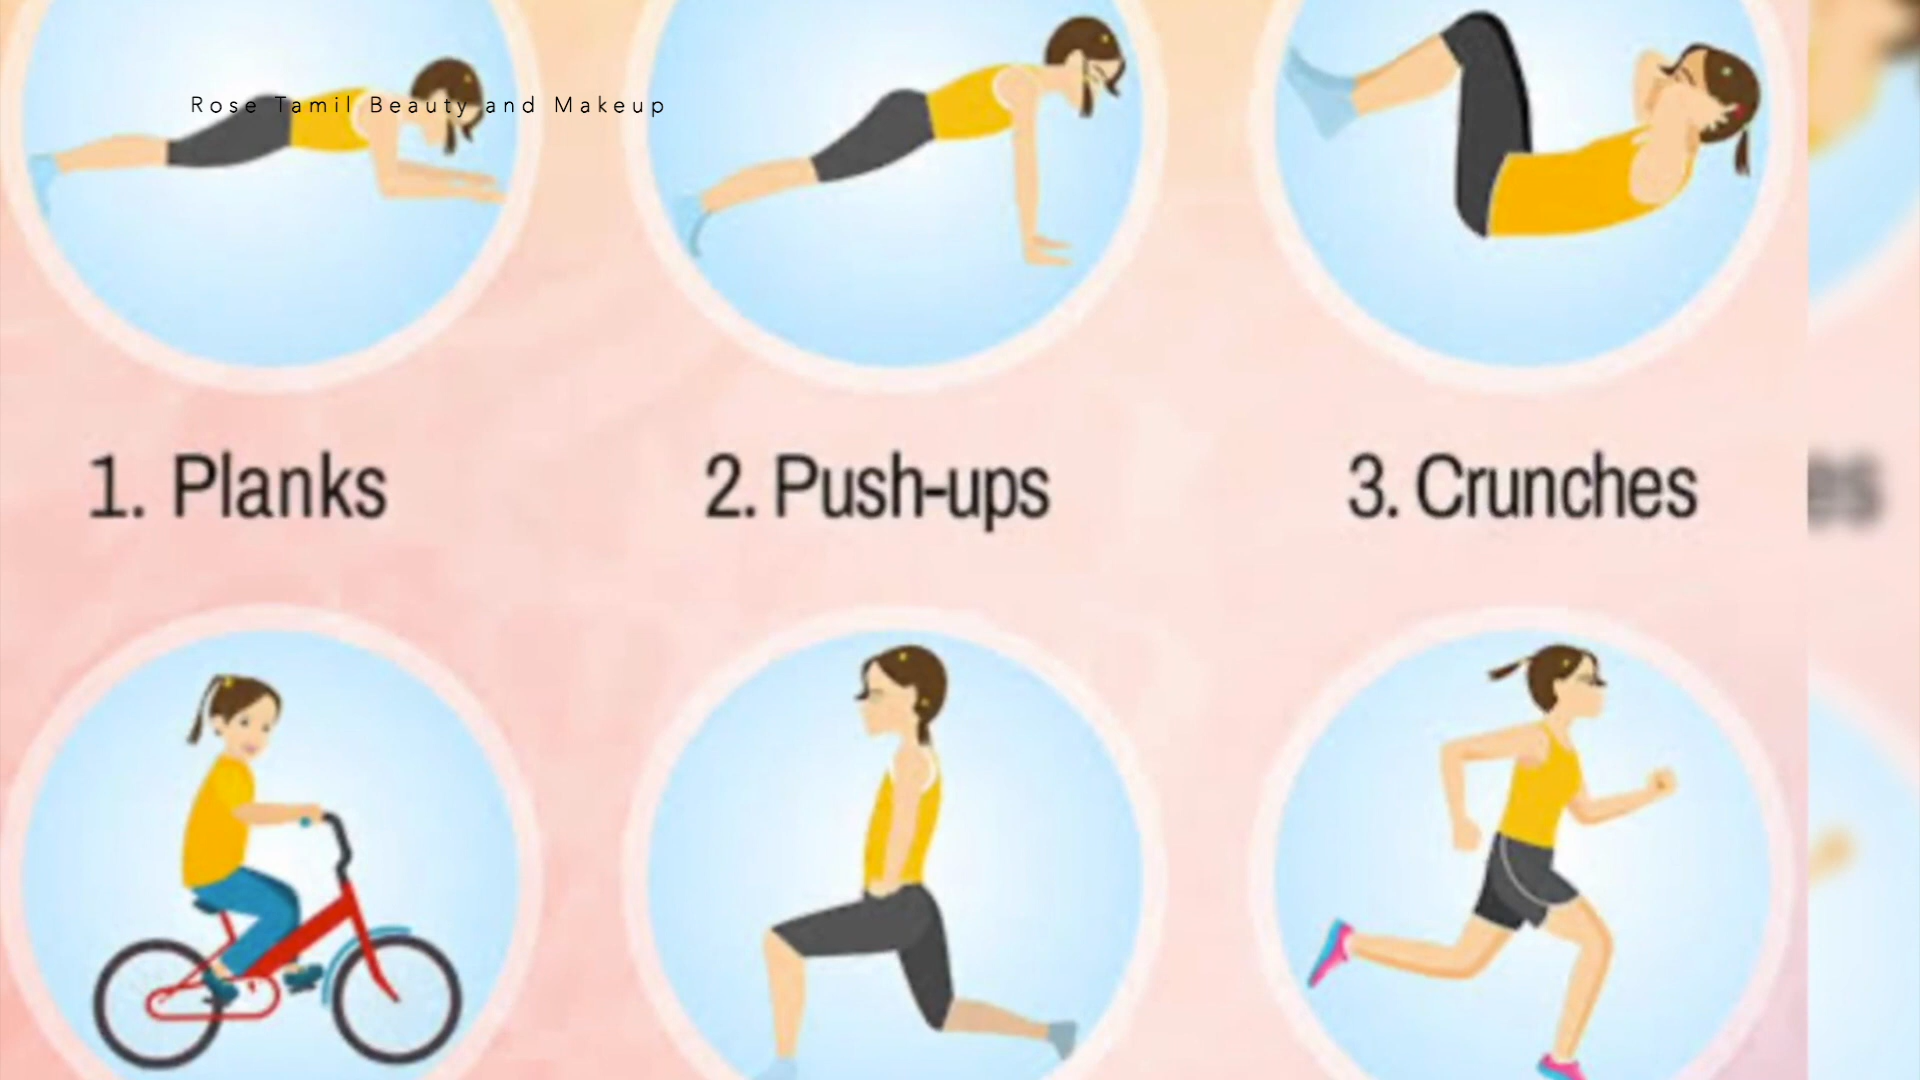 Rose Tamil Beauty and Makeup
1. Planks
2. Push-ups
3. Crunches